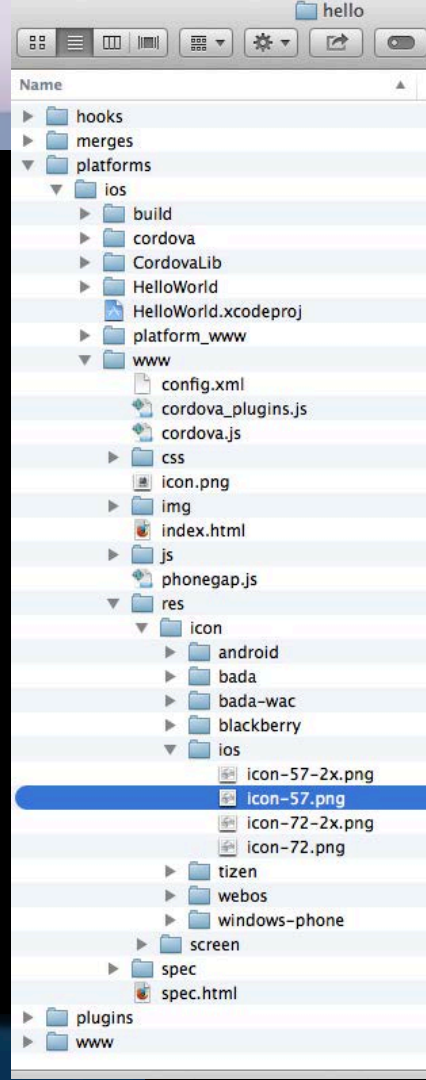 hello
Name
hooks
merges
platforms
ios
build
cordova
CordovaLib
HelloWorld
HelloWorld.xcodeproj
platform_www
www
config.xml
cordova_plugins.js
cordova.js
css
icon.png
img
index.html
js
phonegap.js
res
icon
android
bada
bada-wac
blackberry
ios
icon-57-2x.png
icon-57.png
icon-72-2x.png
icon-72.png
tizen
webos
windows-phone
screen
spec
spec.html
plugins
www